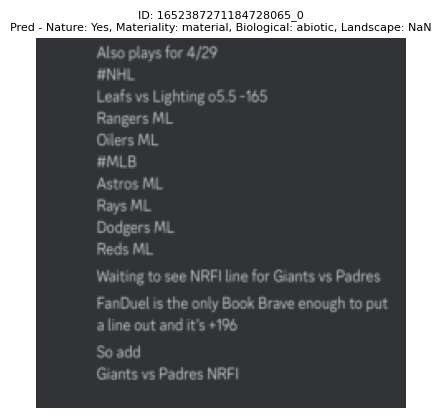 ID: 1652387271184728065_0
Pred - Nature: Yes, Materiality: material, Biological: abiotic, Landscape: NaN
Also plays for 4/29
#NHL
Leafs vs Lighting o5.5 -165
Rangers ML
Oilers ML
#MLB
Astros ML
Rays ML
Dodgers ML
Reds ML
Waiting to see NRFI line for Giants vs Padres
FanDuel is the only Book Brave enough to put
a line out and it's +196
So add
Giants vs Padres NRFI